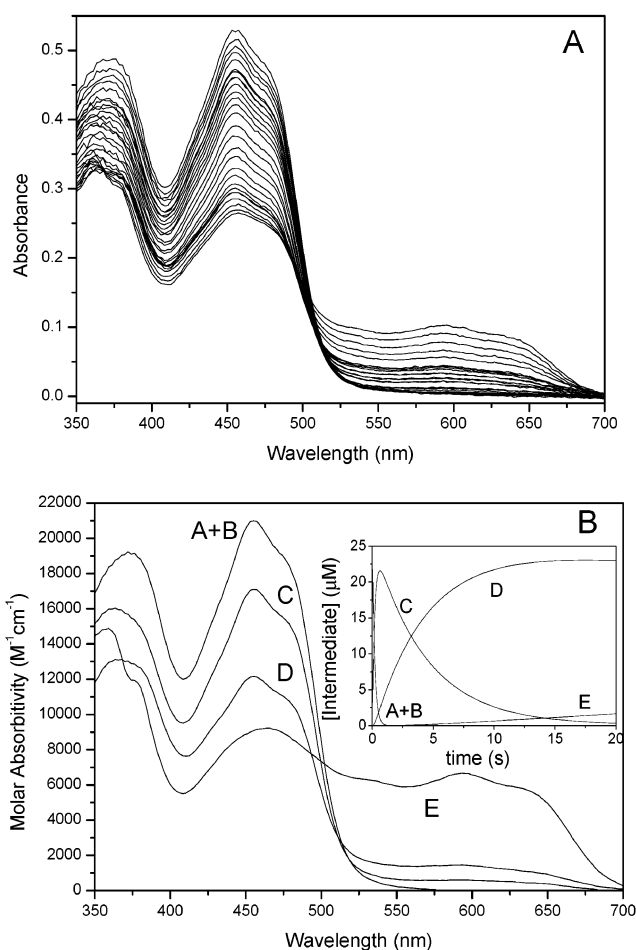 A
Absorbance
0.5
0.4
0.3
0.2
0.1
0.0
350 400 450 500 550 600 650 700
Wavelength (nm)
B
Molar Absorbitivity (M⁻¹cm⁻¹)
22000
20000
18000
16000
14000
12000
10000
8000
6000
4000
2000
0
A+B
C
D
E
[Intermediate] (µM)
25
20
15
10
5
0
C
D
A+B
E
0 5 10 15 20
time (s)
350 400 450 500 550 600 650 700
Wavelength (nm)